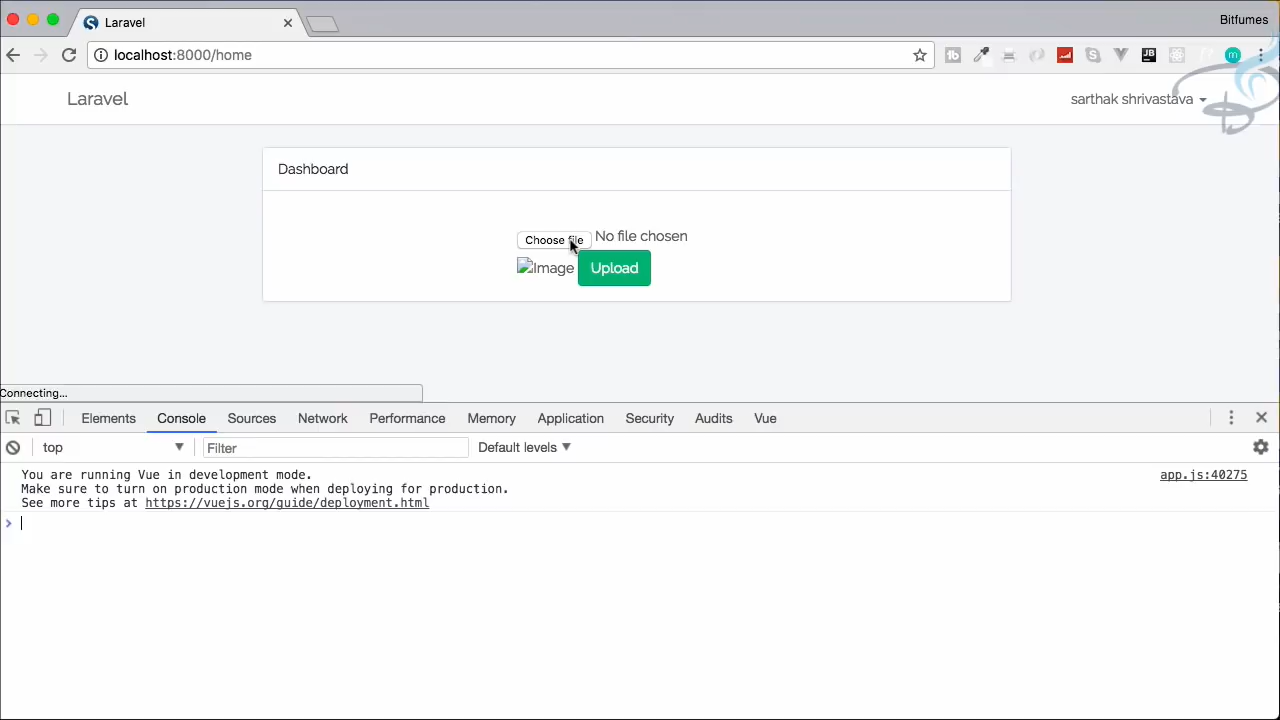 Laravel
Bitfumes
localhost:8000/home
Laravel
sarthak shrivastava
Dashboard
Choose file No file chosen
Image Upload
Connecting...
Elements Console Sources Network Performance Memory Application Security Audits Vue
top Filter Default levels
You are running Vue in development mode. app.js:40275
Make sure to turn on production mode when deploying for production.
See more tips at https://vuejs.org/guide/deployment.html